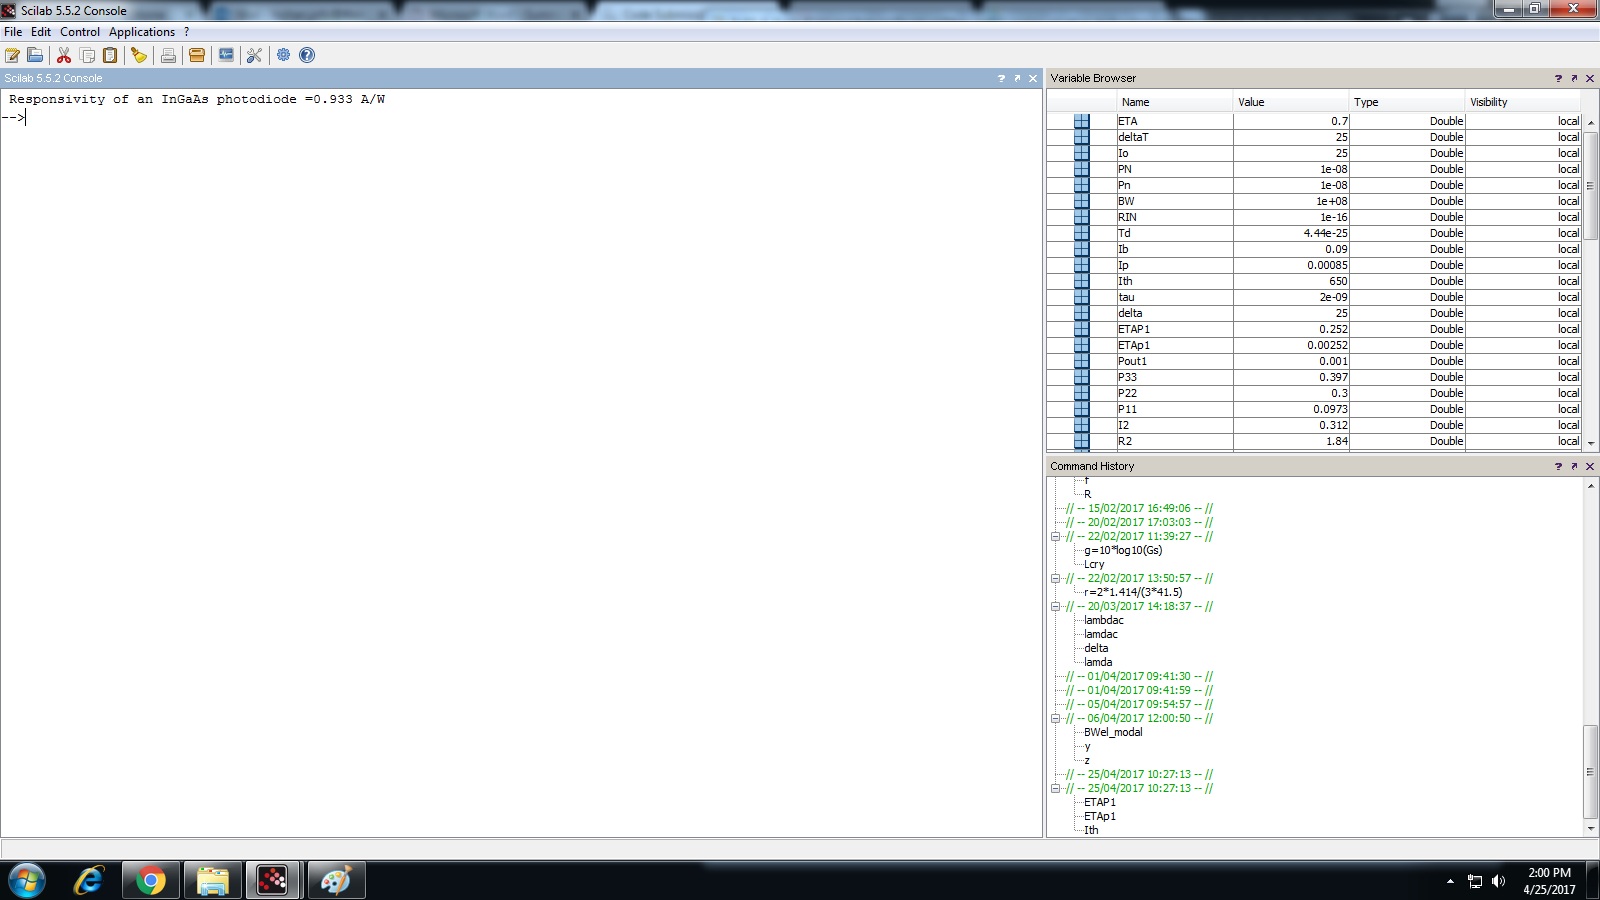 Scilab 5.5.2 Console
File Edit Control Applications ?
Scilab 5.5.2 Console
Responsivity of an InGaAs photodiode =0.933 A/W
-->
Variable Browser
Name Value Type Visibility
ETA 0.7 Double local
deltaT 25 Double local
Io 25 Double local
PN 1e-08 Double local
Pn 1e-08 Double local
BW 1e+08 Double local
RIN 1e-16 Double local
Td 4.44e-25 Double local
Ib 0.09 Double local
Ip 0.00085 Double local
Ith 650 Double local
tau 2e-09 Double local
delta 25 Double local
ETAP1 0.252 Double local
ETAp1 0.00252 Double local
Pout1 0.001 Double local
P33 0.397 Double local
P22 0.3 Double local
P11 0.0973 Double local
I2 0.312 Double local
R2 1.84 Double local
Command History
f
R
// -- 15/02/2017 16:49:06 -- //
// -- 20/02/2017 17:03:03 -- //
// -- 22/02/2017 11:39:27 -- //
g=10*log10(Gs)
Lcry
// -- 22/02/2017 13:50:57 -- //
r=2*1.414/(3*41.5)
// -- 20/03/2017 14:18:37 -- //
lambdac
lamdac
delta
lamda
// -- 01/04/2017 09:41:30 -- //
// -- 01/04/2017 09:41:59 -- //
// -- 05/04/2017 09:54:57 -- //
// -- 06/04/2017 12:00:50 -- //
BWel_modal
y
z
// -- 25/04/2017 10:27:13 -- //
// -- 25/04/2017 10:27:13 -- //
ETAP1
ETAp1
Ith
2:00 PM
4/25/2017